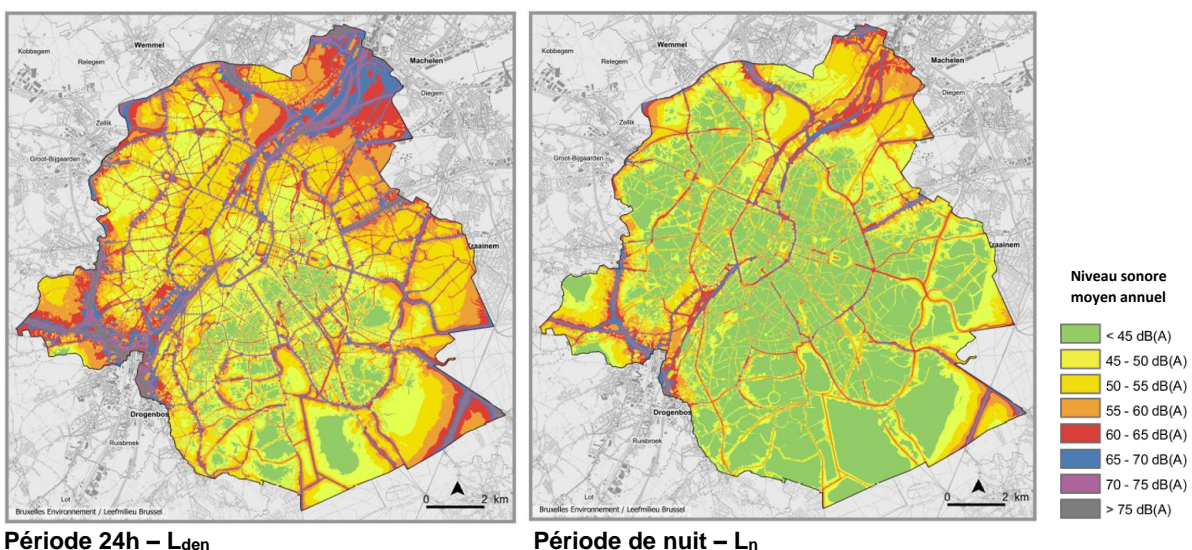 Kobbegem
Wemmel
Relegem
Machelen
Diegem
Zellik
Groot-Bijgaarden
Kraainem
Drogenbos
Ruisbroek
Lot
0 2 km
Bruxelles Environnement / Leefmilieu Brussel
Kobbegem
Wemmel
Relegem
Machelen
Diegem
Zellik
Groot-Bijgaarden
Kraainem
Drogenbos
Ruisbroek
Lot
0 2 km
Bruxelles Environnement / Leefmilieu Brussel
Niveau sonore
moyen annuel
< 45 dB(A)
45 - 50 dB(A)
50 - 55 dB(A)
55 - 60 dB(A)
60 - 65 dB(A)
65 - 70 dB(A)
70 - 75 dB(A)
> 75 dB(A)
Période 24h – Lden
Période de nuit – Ln